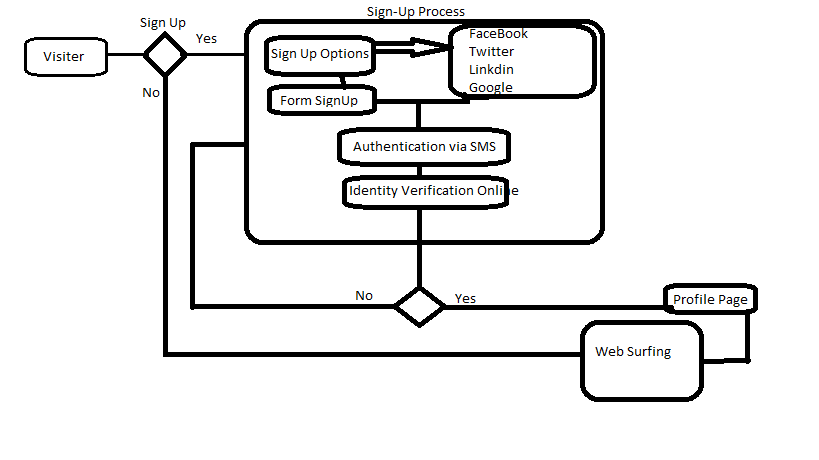 Sign-Up Process
Sign Up
Visiter
Yes
No
Sign Up Options
FaceBook
Twitter
Linkdin
Google
Form SignUp
Authentication via SMS
Identity Verification Online
No
Yes
Profile Page
Web Surfing